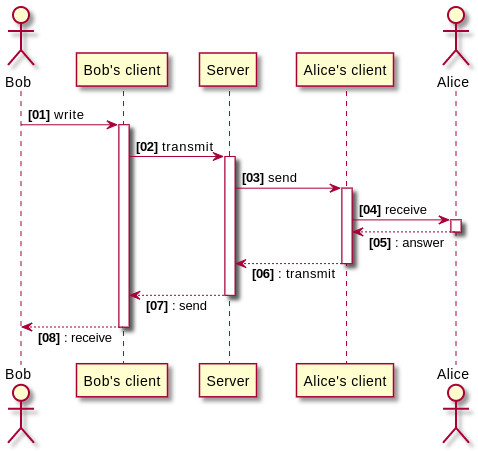 Bob
Bob's client
Server
Alice's client
Alice
[01] write
[02] transmit
[03] send
[04] receive
[05] : answer
[06] : transmit
[07] : send
[08] : receive
Bob
Bob's client
Server
Alice's client
Alice